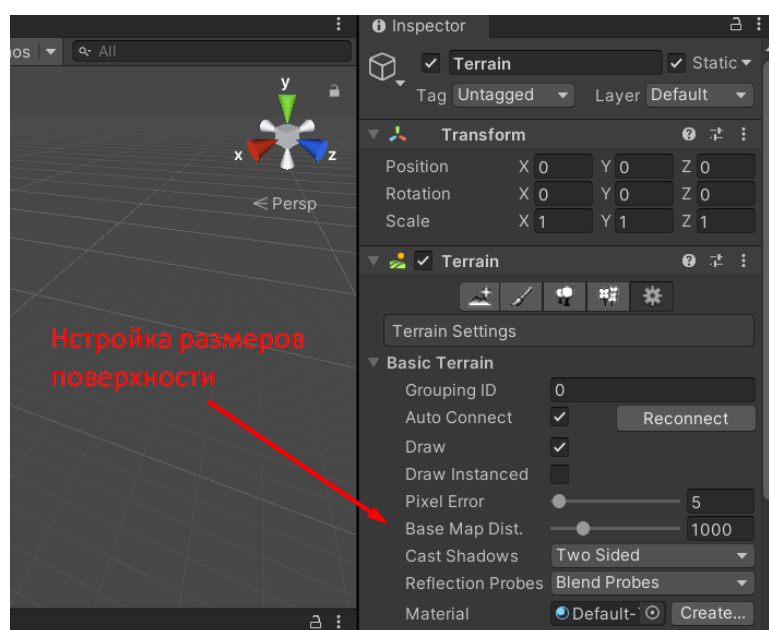 Inspector
nos All
Terrain Static
Tag Untagged Layer Default
y
x z
Persp
Transform
Position X 0 Y 0 Z 0
Rotation X 0 Y 0 Z 0
Scale X 1 Y 1 Z 1
Terrain
Terrain Settings
Нстройка размеров
поверхности
Basic Terrain
Grouping ID 0
Auto Connect Reconnect
Draw
Draw Instanced
Pixel Error 5
Base Map Dist. 1000
Cast Shadows Two Sided
Reflection Probes Blend Probes
Material Default- Create...